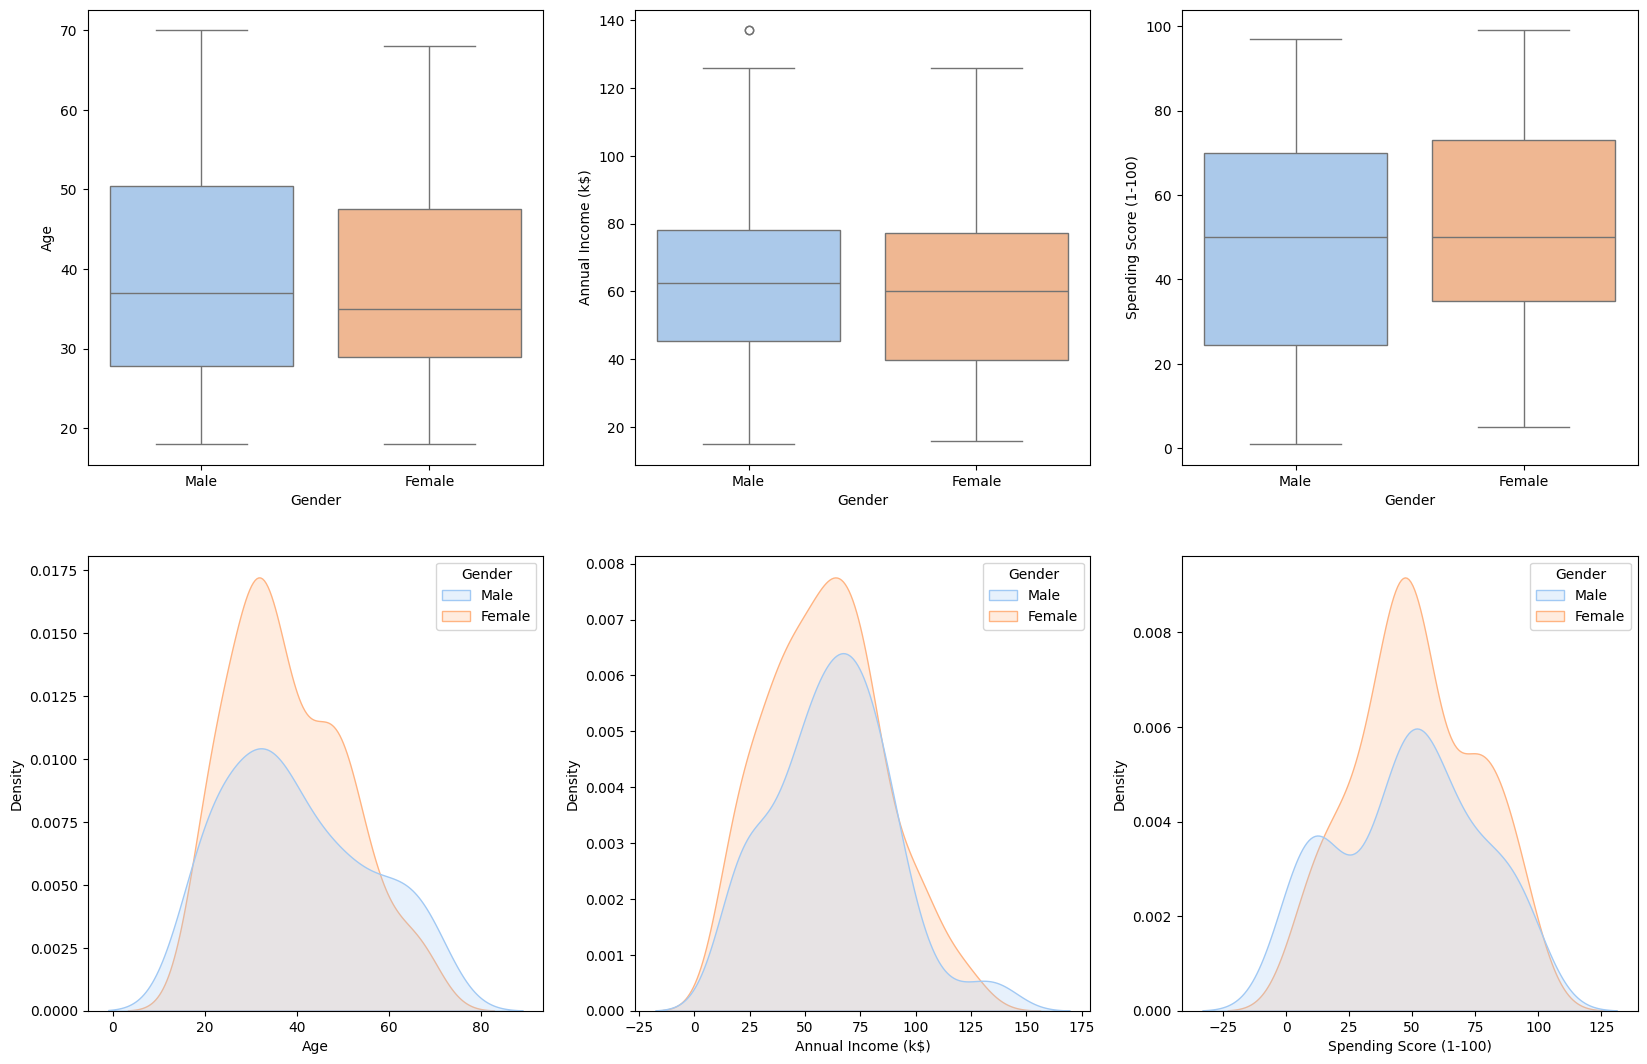 70
60
50
40
30
20
Age
Male
Female
Gender
140
120
100
80
60
40
20
Annual Income (k$)
Male
Female
Gender
100
80
60
40
20
0
Spending Score (1-100)
Male
Female
Gender
0.0175
0.0150
0.0125
0.0100
0.0075
0.0050
0.0025
0.0000
Density
Gender
Male
Female
0
20
40
60
80
Age
0.008
0.007
0.006
0.005
0.004
0.003
0.002
0.001
0.000
Density
Gender
Male
Female
−25
0
25
50
75
100
125
150
175
Annual Income (k$)
0.008
0.006
0.004
0.002
0.000
Density
Gender
Male
Female
−25
0
25
50
75
100
125
Spending Score (1-100)